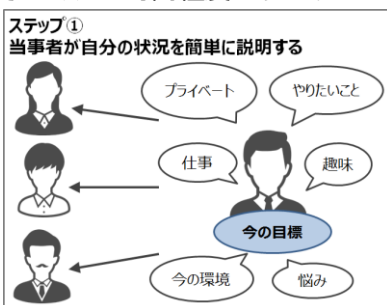 ステップ①
当事者が自分の状況を簡単に説明する
プライベート
やりたいこと
仕事
趣味
今の目標
今の環境
悩み